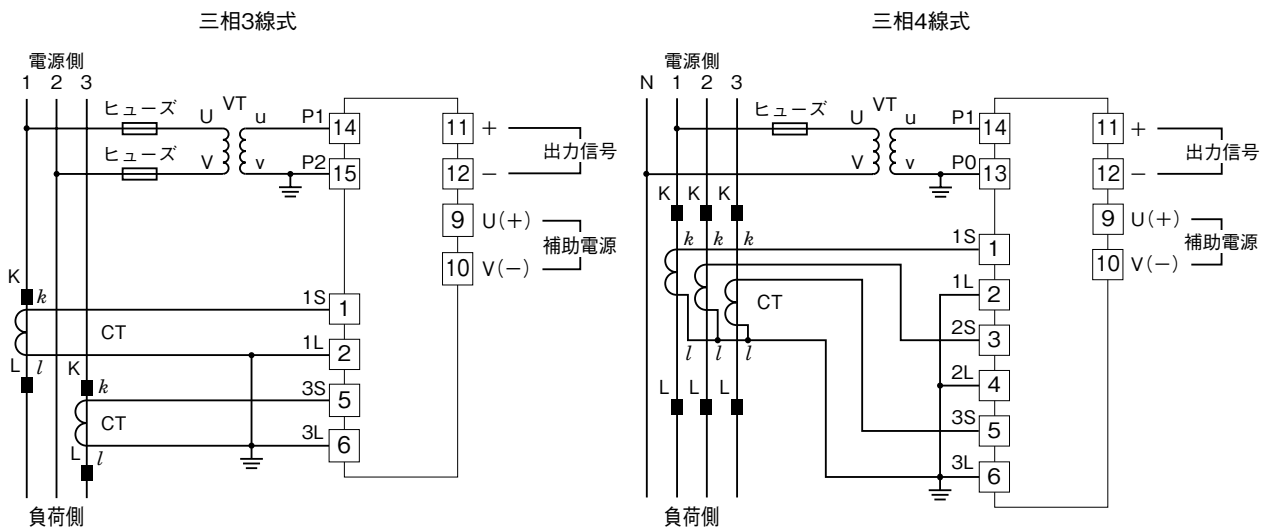 三相3線式
電源側
1 2 3
ヒューズ U VT u P1 14
ヒューズ V v P2 15
11 +
12 − 出力信号
9 U(+)
10 V(−) 補助電源
K k 1S 1
CT
L l 1L 2
K k 3S 5
CT
L l 3L 6
負荷側
三相4線式
電源側
N 1 2 3
ヒューズ U VT u P1 14
V v P0 13
11 +
12 − 出力信号
9 U(+)
10 V(−) 補助電源
K K K
k k k 1S 1
1L 2
CT
2S 3
l l l
2L 4
L L L
3S 5
3L 6
負荷側